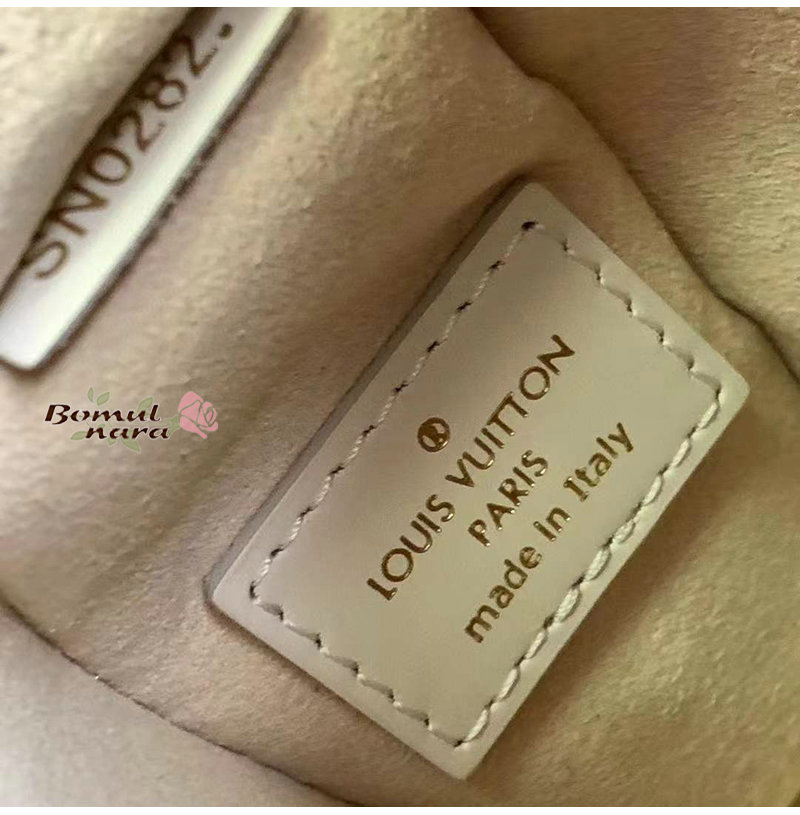 SN0282.
Bomul
nara
®
LOUIS VUITTON
PARIS
made in Italy